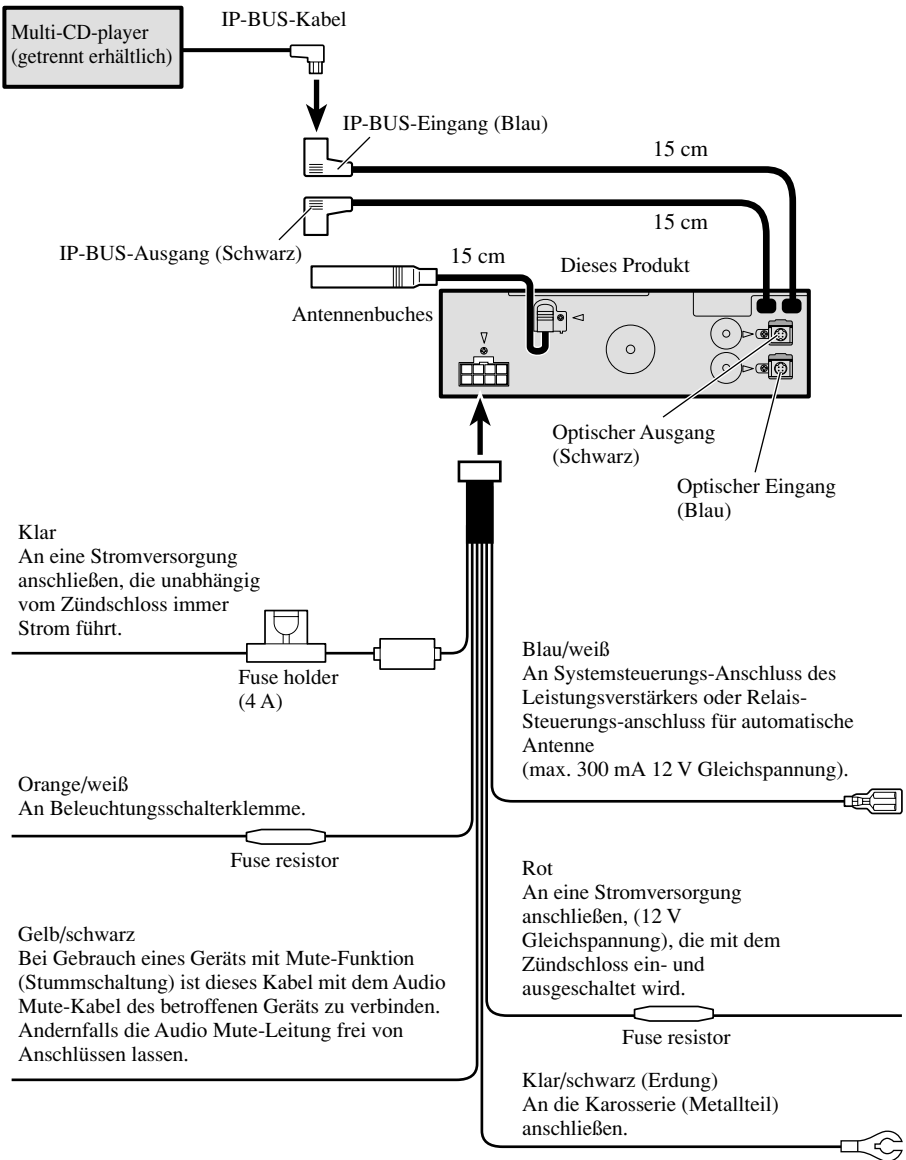 IP-BUS-Kabel
Multi-CD-player
(getrennt erhältlich)
IP-BUS-Eingang (Blau)
15 cm
15 cm
IP-BUS-Ausgang (Schwarz)
15 cm
Dieses Produkt
Antennenbuches
Optischer Ausgang
(Schwarz)
Optischer Eingang
(Blau)
Klar
An eine Stromversorgung
anschließen, die unabhängig
vom Zündschloss immer
Strom führt.
Fuse holder
(4 A)
Blau/weiß
An Systemsteuerungs-Anschluss des
Leistungsverstärkers oder Relais-
Steuerungs-anschluss für automatische
Antenne
(max. 300 mA 12 V Gleichspannung).
Orange/weiß
An Beleuchtungsschalterklemme.
Fuse resistor
Rot
An eine Stromversorgung
anschließen, (12 V
Gleichspannung), die mit dem
Zündschloss ein- und
ausgeschaltet wird.
Fuse resistor
Gelb/schwarz
Bei Gebrauch eines Geräts mit Mute-Funktion
(Stummschaltung) ist dieses Kabel mit dem Audio
Mute-Kabel des betroffenen Geräts zu verbinden.
Andernfalls die Audio Mute-Leitung frei von
Anschlüssen lassen.
Klar/schwarz (Erdung)
An die Karosserie (Metallteil)
anschließen.